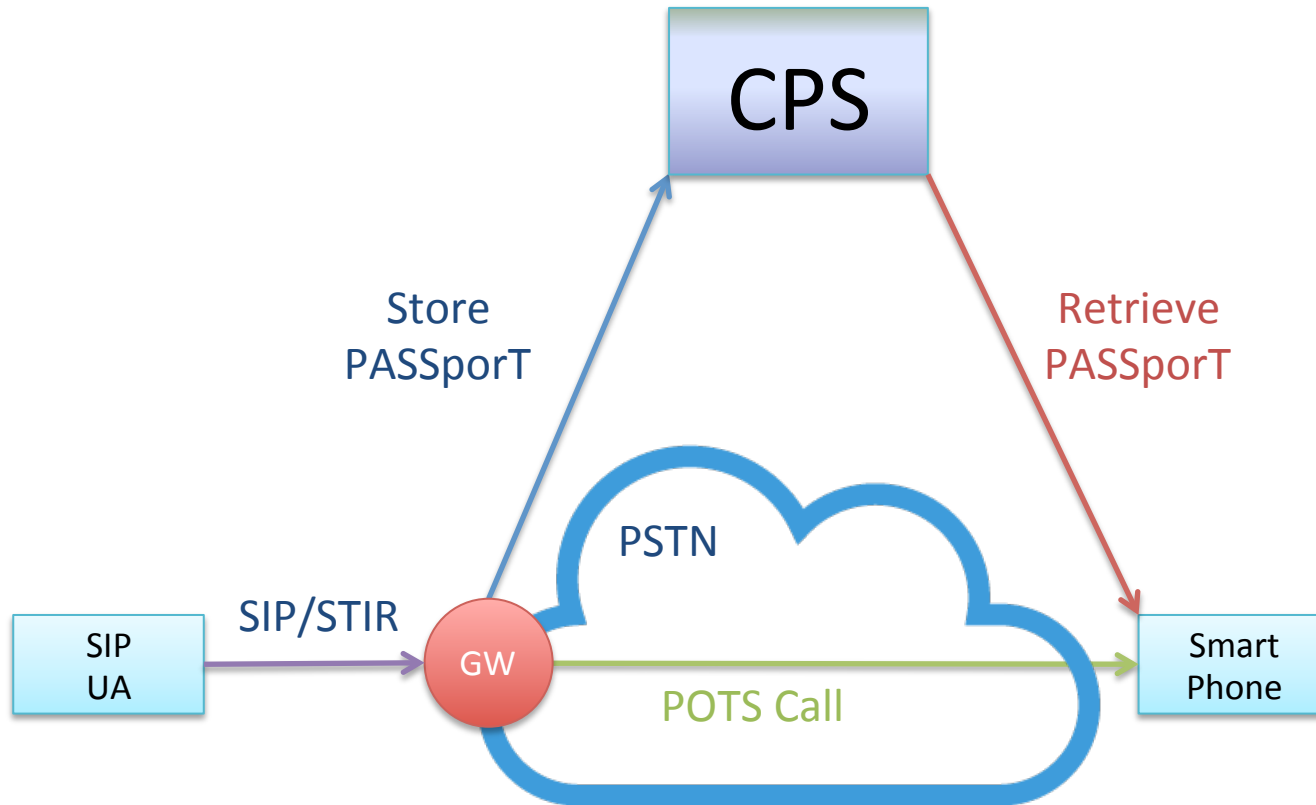 CPS
Store
PASSporT
Retrieve
PASSporT
PSTN
SIP/STIR
SIP
UA
GW
Smart
Phone
POTS Call